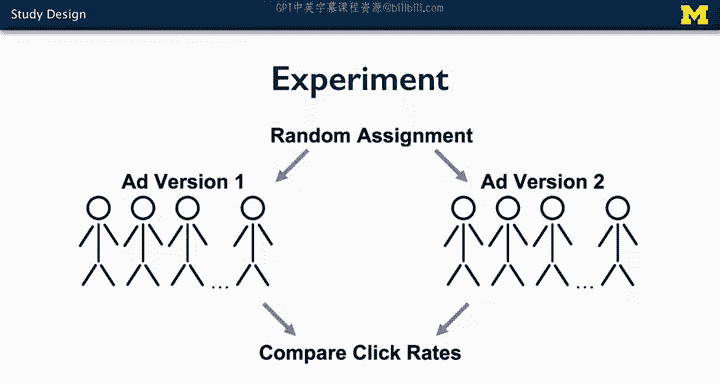 Study Design
GPT中英字幕课程资源@bilibili.com
M
Experiment
Random Assignment
Ad Version 1
Ad Version 2
...
...
Compare Click Rates